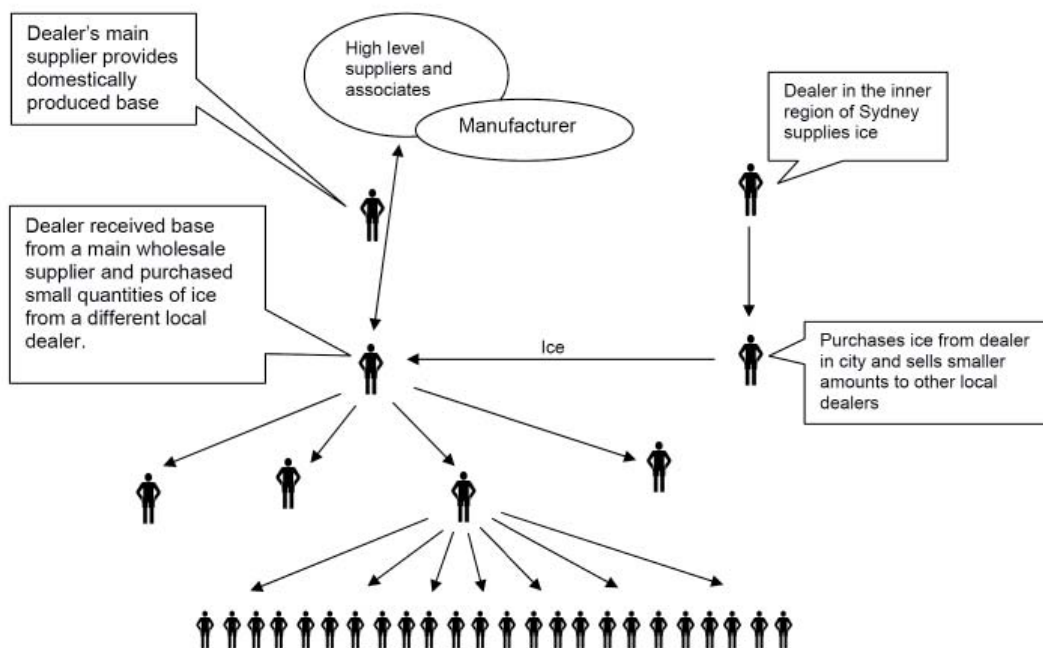 Dealer's main
supplier provides
domestically
produced base
High level
suppliers and
associates
Manufacturer
Dealer in the inner
region of Sydney
supplies ice
Dealer received base
from a main wholesale
supplier and purchased
small quantities of ice
from a different local
dealer.
Ice
Purchases ice from dealer
in city and sells smaller
amounts to other local
dealers